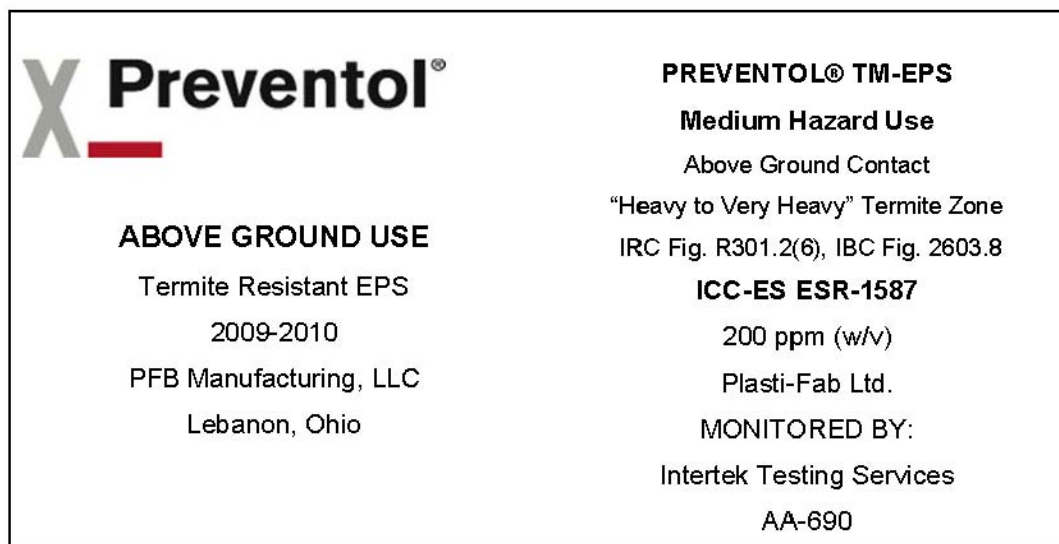 Preventol®
ABOVE GROUND USE
Termite Resistant EPS
2009-2010
PFB Manufacturing, LLC
Lebanon, Ohio
PREVENTOL® TM-EPS
Medium Hazard Use
Above Ground Contact
“Heavy to Very Heavy” Termite Zone
IRC Fig. R301.2(6), IBC Fig. 2603.8
ICC-ES ESR-1587
200 ppm (w/v)
Plasti-Fab Ltd.
MONITORED BY:
Intertek Testing Services
AA-690